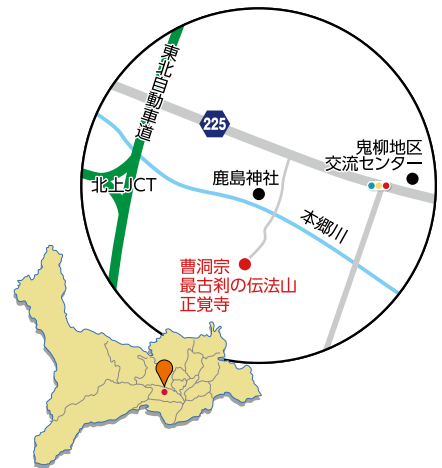 東北自動車道
225
鬼柳地区
交流センター
北上JCT
鹿島神社
本郷川
曹洞宗
最古刹の伝法山
正覚寺